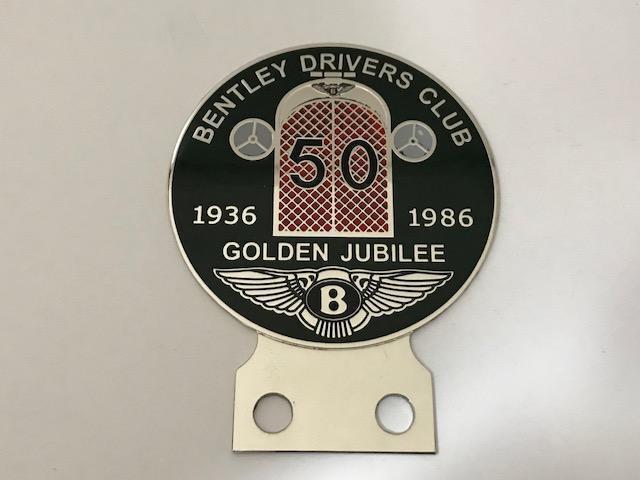 BENTLEY DRIVERS CLUB
50
1936 1986
GOLDEN JUBILEE
B